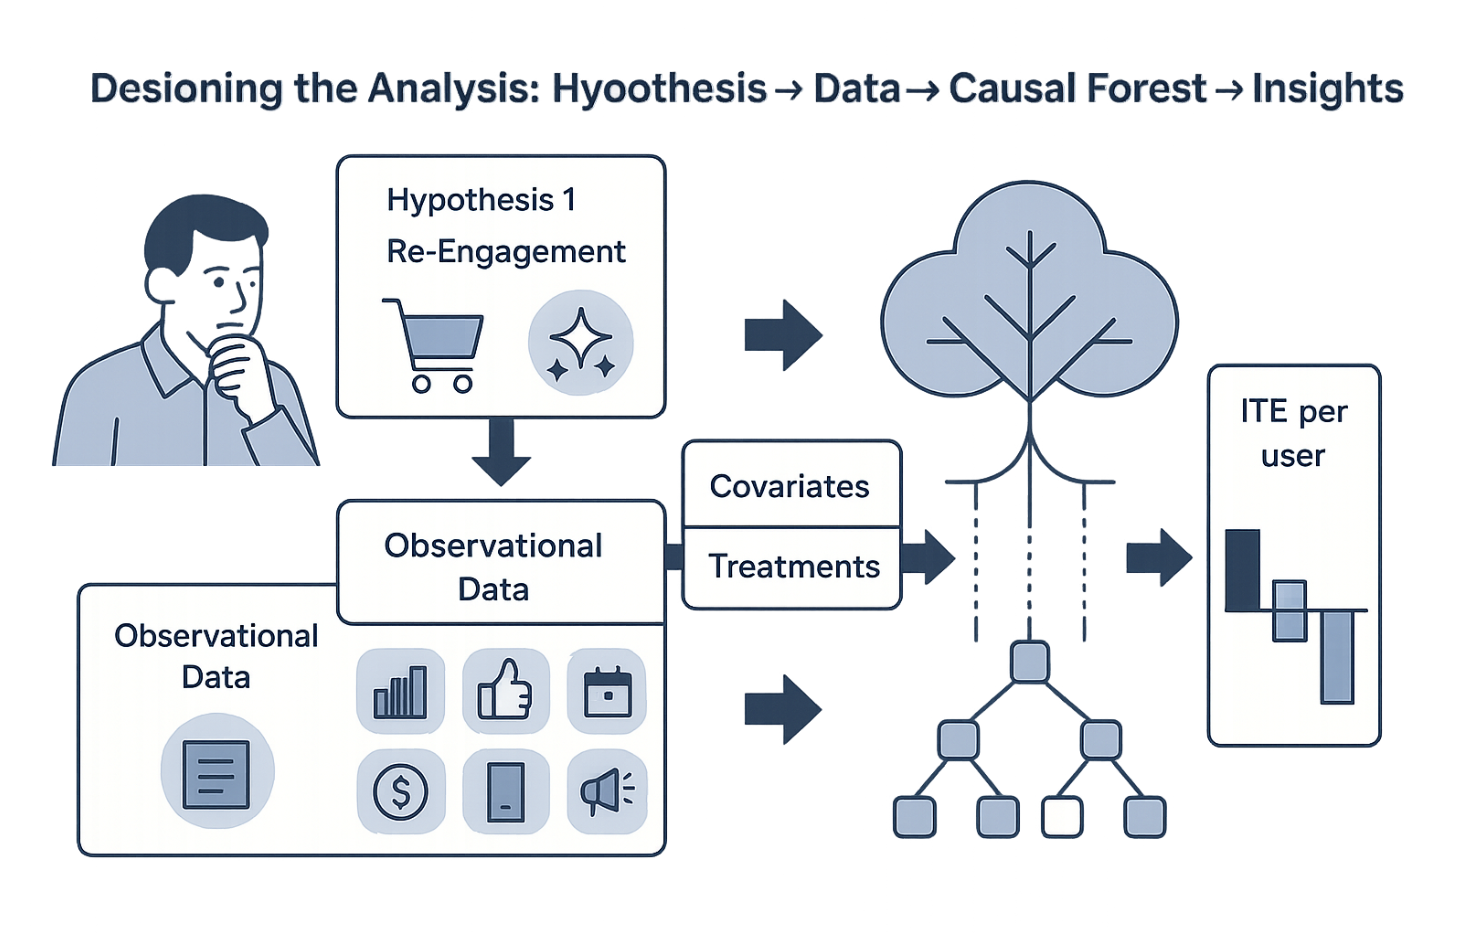 Desioning the Analysis: Hyoothesis → Data → Causal Forest → Insights
Hypothesis 1
Re-Engagement
Observational
Data
Observational
Data
$
Covariates
Treatments
ITE per
user